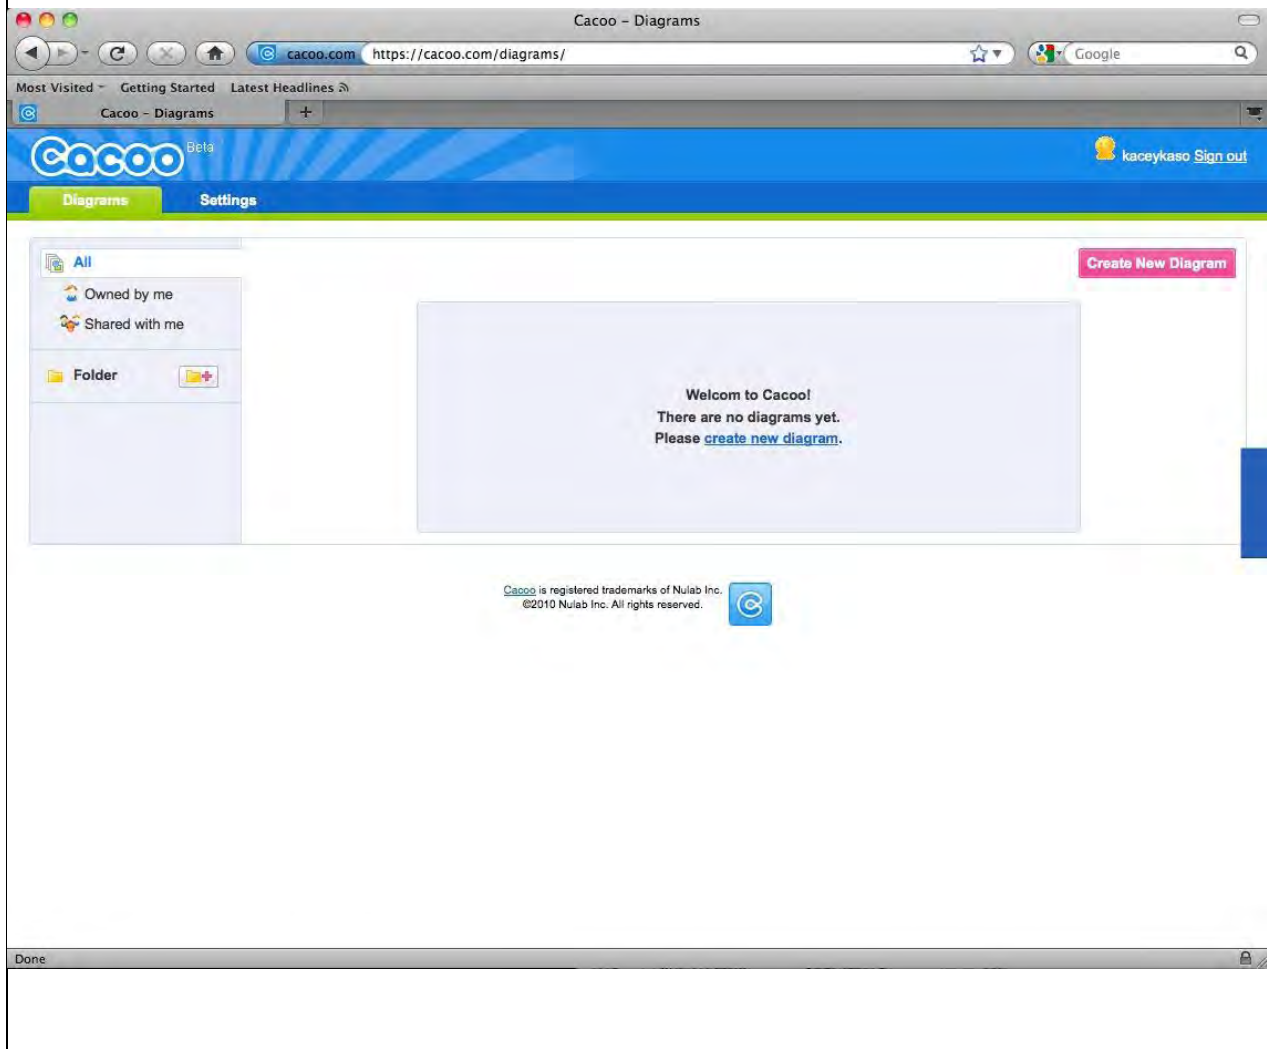 Cacoo – Diagrams
cacoo.com https://cacoo.com/diagrams/ Google
Most Visited Getting Started Latest Headlines
Cacoo – Diagrams +
Cacoo Beta
kaceykaso Sign out
Diagrams Settings
All
Create New Diagram
Owned by me
Shared with me
Folder
Welcom to Cacoo!
There are no diagrams yet.
Please create new diagram.
Cacoo is registered trademarks of Nulab Inc.
©2010 Nulab Inc. All rights reserved.
Done